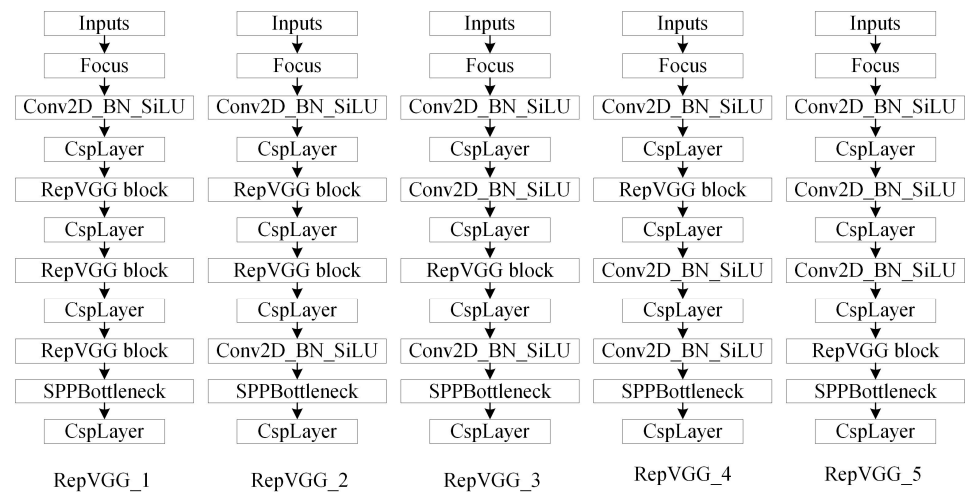 Inputs
Focus
Conv2D_BN_SiLU
CspLayer
RepVGG block
CspLayer
RepVGG block
CspLayer
RepVGG block
SPPBottleneck
CspLayer
RepVGG_1
Inputs
Focus
Conv2D_BN_SiLU
CspLayer
RepVGG block
CspLayer
RepVGG block
CspLayer
Conv2D_BN_SiLU
SPPBottleneck
CspLayer
RepVGG_2
Inputs
Focus
Conv2D_BN_SiLU
CspLayer
Conv2D_BN_SiLU
CspLayer
RepVGG block
CspLayer
Conv2D_BN_SiLU
SPPBottleneck
CspLayer
RepVGG_3
Inputs
Focus
Conv2D_BN_SiLU
CspLayer
RepVGG block
CspLayer
Conv2D_BN_SiLU
CspLayer
Conv2D_BN_SiLU
SPPBottleneck
CspLayer
RepVGG_4
Inputs
Focus
Conv2D_BN_SiLU
CspLayer
Conv2D_BN_SiLU
CspLayer
Conv2D_BN_SiLU
CspLayer
RepVGG block
SPPBottleneck
CspLayer
RepVGG_5